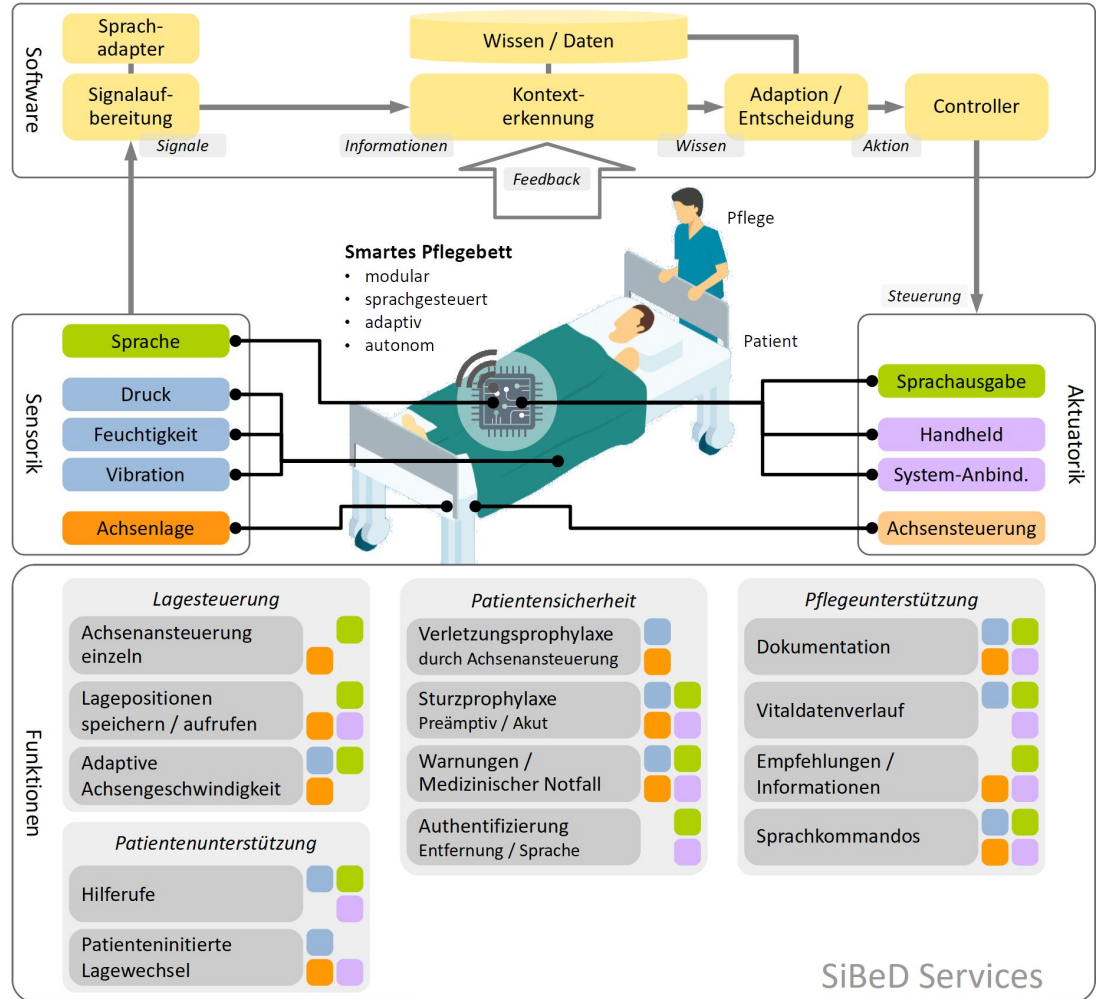 Software
Sprach-
adapter
Wissen / Daten
Signalauf-
bereitung
Kontext-
erkennung
Adaption /
Entscheidung
Controller
Signale
Informationen
Wissen
Aktion
Feedback
Pflege
Smartes Pflegebett
• modular
• sprachgesteuert
• adaptiv
• autonom
Steuerung
Patient
Sensorik
Sprache
Druck
Feuchtigkeit
Vibration
Achsenlage
Aktuatorik
Sprachausgabe
Handheld
System-Anbind.
Achsensteuerung
Funktionen
Lagesteuerung
Achsenansteuerung
einzeln
Lagepositionen
speichern / aufrufen
Adaptive
Achsengeschwindigkeit
Patientenunterstützung
Hilferufe
Patienteninitierte
Lagewechsel
Patientensicherheit
Verletzungsprophylaxe
durch Achsenansteuerung
Sturzprophylaxe
Preämptiv / Akut
Warnungen /
Medizinischer Notfall
Authentifizierung
Entfernung / Sprache
Pflegeunterstützung
Dokumentation
Vitaldatenverlauf
Empfehlungen /
Informationen
Sprachkommandos
SiBeD Services